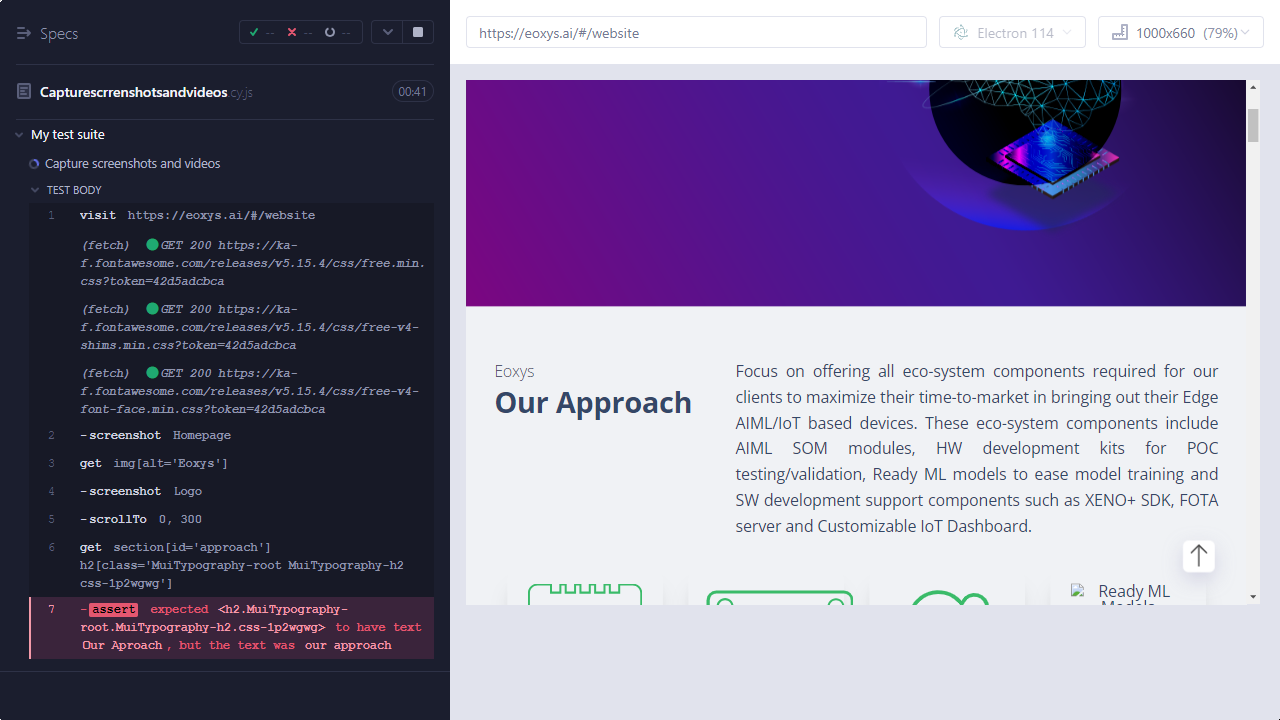 Specs
-- -- --
Capturescrrenshotsandvideos.cy.js
00:41
My test suite
Capture screenshots and videos
TEST BODY
1 visit https://eoxys.ai/#/website
(fetch) GET 200 https://ka-
f.fontawesome.com/releases/v5.15.4/css/free.min.
css?token=42d5adcbca
(fetch) GET 200 https://ka-
f.fontawesome.com/releases/v5.15.4/css/free-v4-
shims.min.css?token=42d5adcbca
(fetch) GET 200 https://ka-
f.fontawesome.com/releases/v5.15.4/css/free-v4-
font-face.min.css?token=42d5adcbca
2 -screenshot Homepage
3 get img[alt='Eoxys']
4 -screenshot Logo
5 -scrollTo 0, 300
6 get section[id='approach']
h2[class='MuiTypography-root MuiTypography-h2
css-1p2wgwg']
7 -assert expected <h2.MuiTypography-
root.MuiTypography-h2.css-1p2wgwg> to have text
Our Aproach, but the text was our approach
https://eoxys.ai/#/website
Electron 114
1000x660 (79%)
Eoxys
Our Approach
Focus on offering all eco-system components required for our
clients to maximize their time-to-market in bringing out their Edge
AIML/IoT based devices. These eco-system components include
AIML SOM modules, HW development kits for POC
testing/validation, Ready ML models to ease model training and
SW development support components such as XENO+ SDK, FOTA
server and Customizable IoT Dashboard.
Ready ML
Models